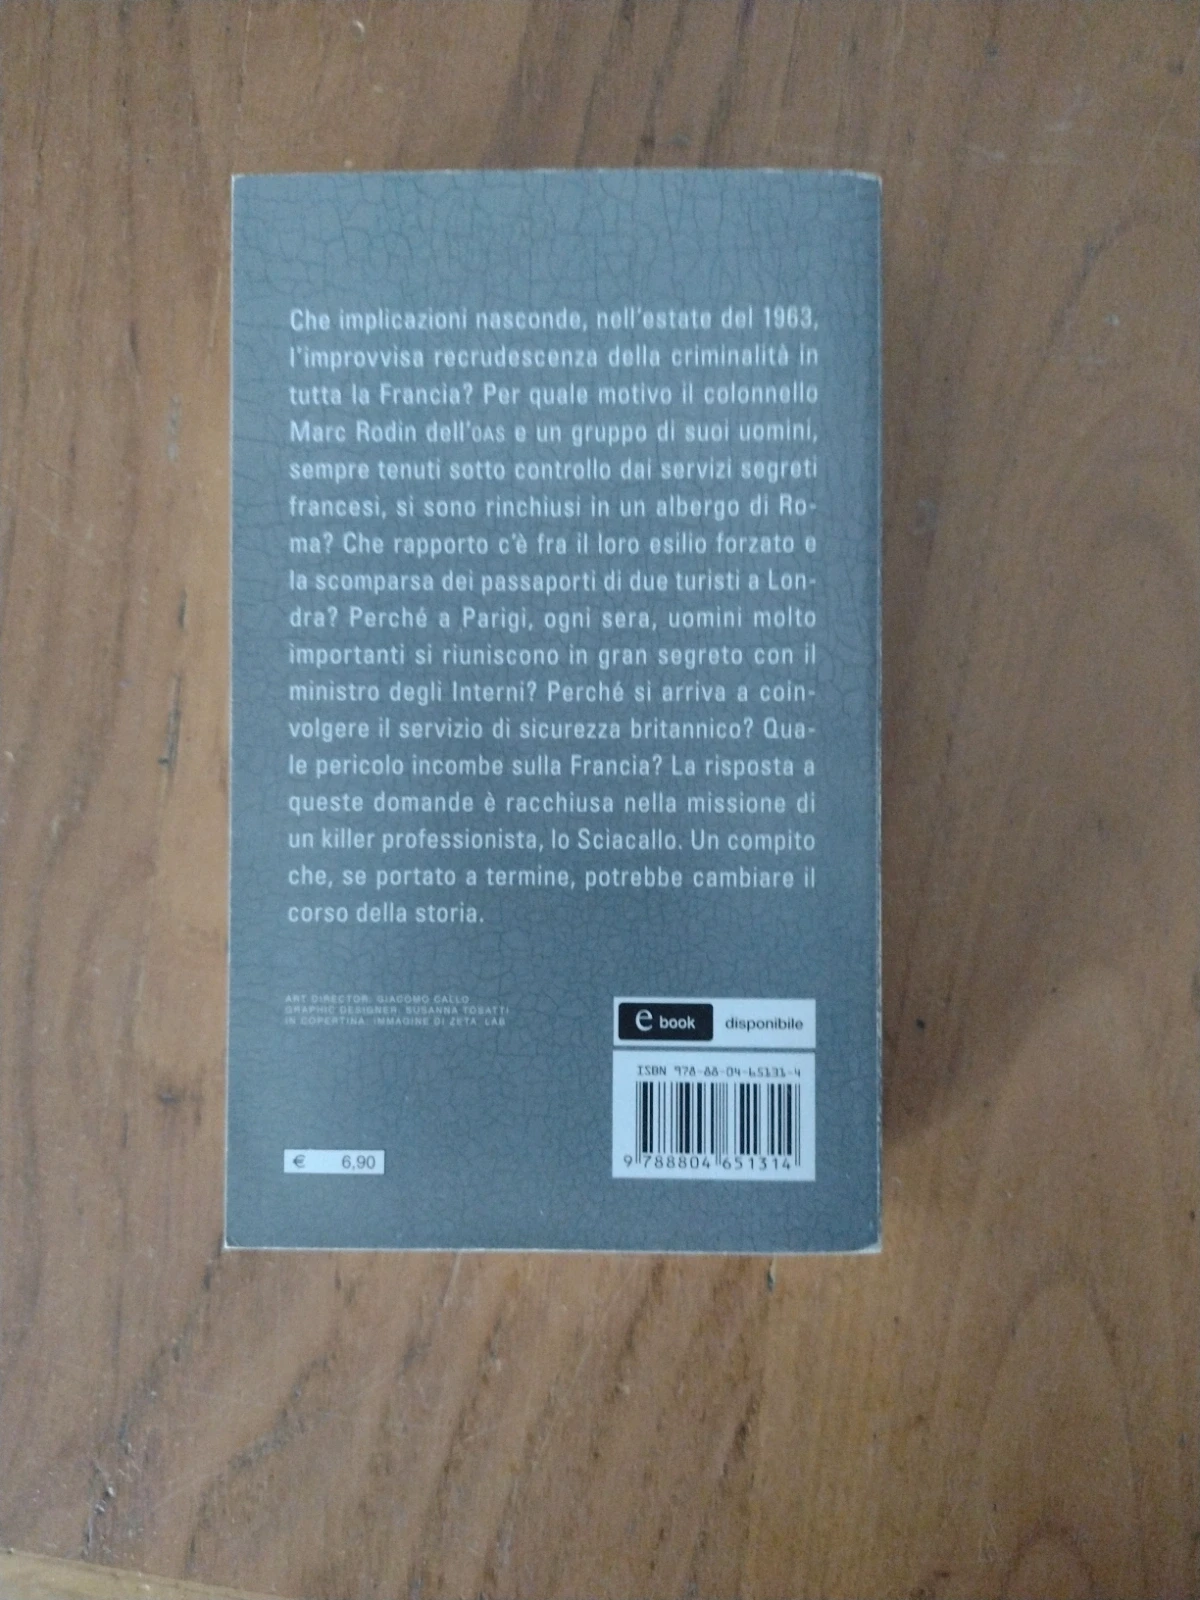 Che implicazioni nasconde, nell'estate del 1963,
l'improvvisa recrudescenza della criminalità in
tutta la Francia? Per quale motivo il colonnello
Marc Rodin dell'OAS e un gruppo di suoi uomini,
sempre tenuti sotto controllo dai servizi segreti
francesi, si sono rinchiusi in un albergo di Ro-
ma? Che rapporto c'è fra il loro esilio forzato e
la scomparsa dei passaporti di due turisti a Lon-
dra? Perché a Parigi, ogni sera, uomini molto
importanti si riuniscono in gran segreto con il
ministro degli Interni? Perché si arriva a coin-
volgere il servizio di sicurezza britannico? Qua-
le pericolo incombe sulla Francia? La risposta a
queste domande è racchiusa nella missione di
un killer professionista, lo Sciacallo. Un compito
che, se portato a termine, potrebbe cambiare il
corso della storia.
ART DIRECTOR: GIACOMO CALLO
GRAPHIC DESIGNER: SUSANNA TOSATTI
IN COPERTINA: IMMAGINE DI ZETA. LAB
e book disponibile
ISBN 978-88-04-65131-4
9 788804 651314
€ 6,90